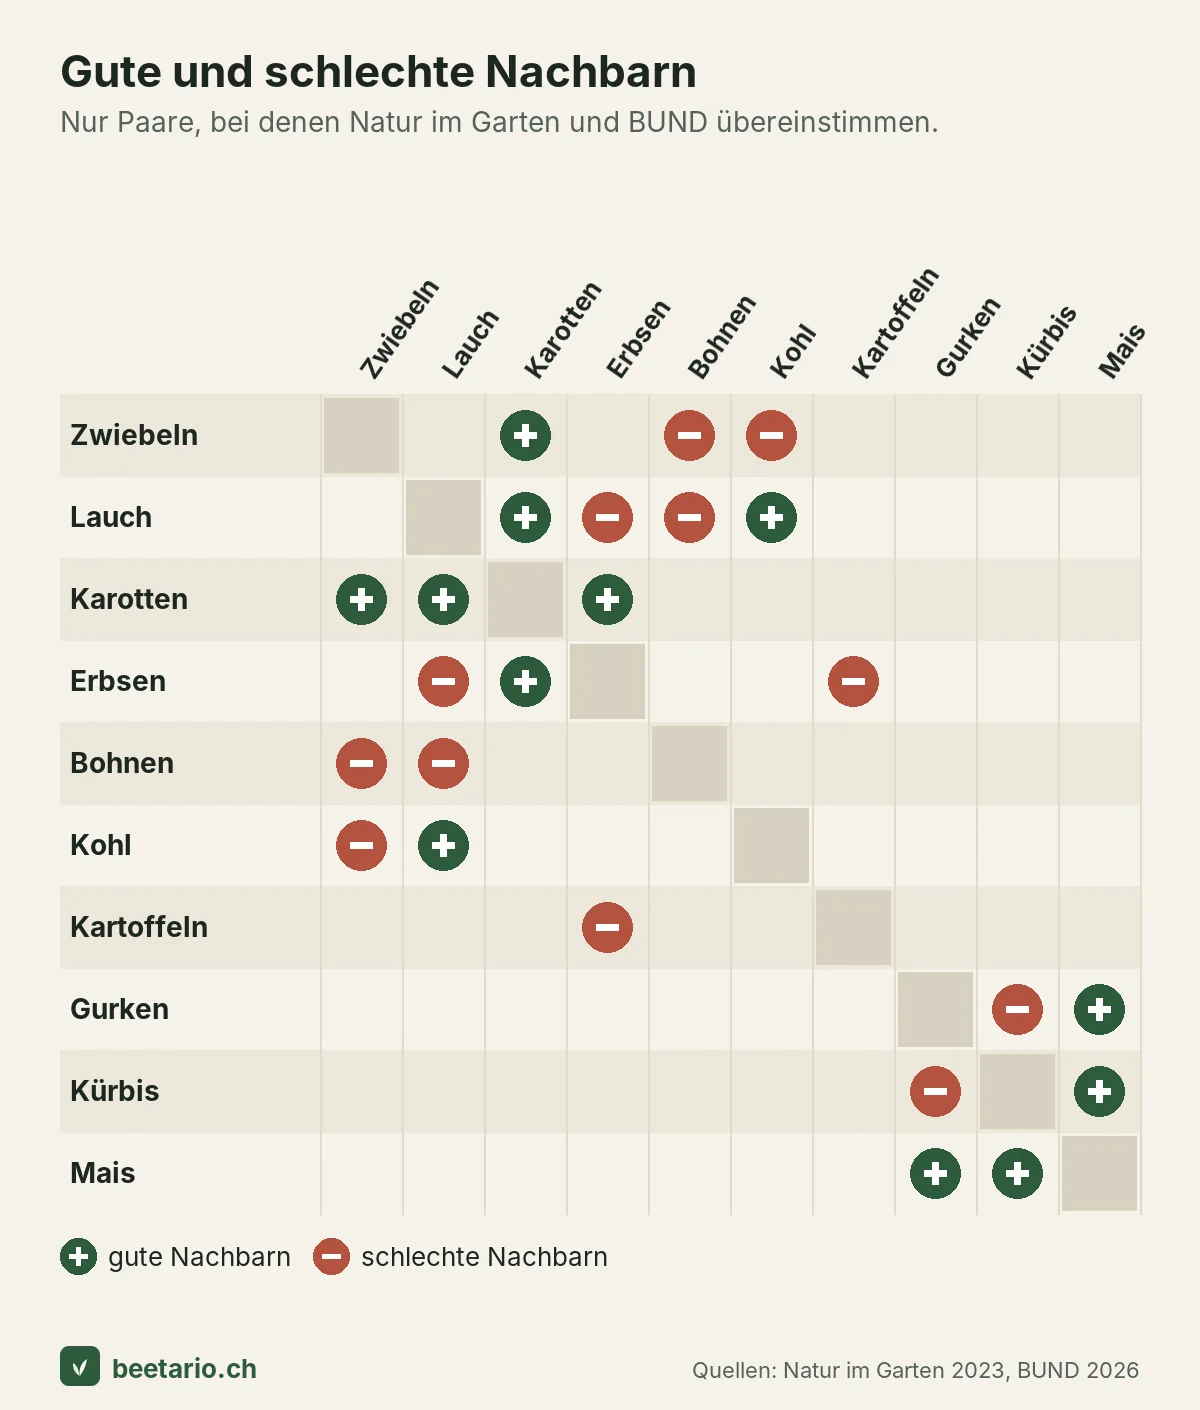 Gute und schlechte Nachbarn
Nur Paare, bei denen Natur im Garten und BUND übereinstimmen.
Zwiebeln
Lauch
Karotten
Erbsen
Bohnen
Kohl
Kartoffeln
Gurken
Kürbis
Mais
Zwiebeln
Lauch
Karotten
Erbsen
Bohnen
Kohl
Kartoffeln
Gurken
Kürbis
Mais
gute Nachbarn
schlechte Nachbarn
beetario.ch
Quellen: Natur im Garten 2023, BUND 2026